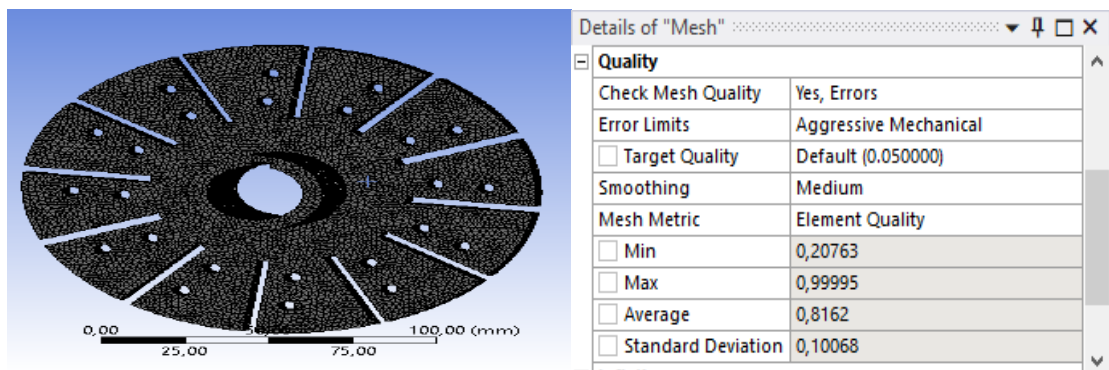 0,00
100,00 (mm)
25,00
75,00
Details of "Mesh"
Quality
Check Mesh Quality Yes, Errors
Error Limits Aggressive Mechanical
Target Quality Default (0.050000)
Smoothing Medium
Mesh Metric Element Quality
Min 0,20763
Max 0,99995
Average 0,8162
Standard Deviation 0,10068